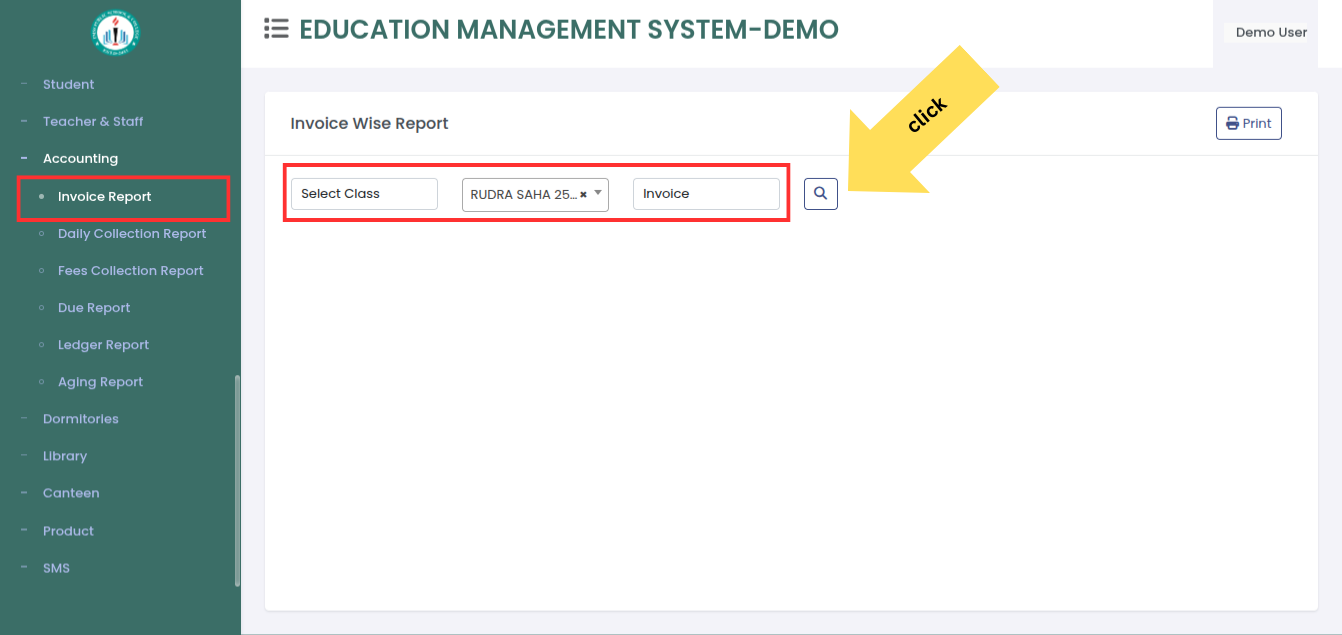 EDUCATION MANAGEMENT SYSTEM-DEMO
Demo User
Student
Teacher & Staff
Accounting
Invoice Report
Daily Collection Report
Fees Collection Report
Due Report
Ledger Report
Aging Report
Dormitories
Library
Canteen
Product
SMS
click
Invoice Wise Report
Print
Select Class
RUDRA SAHA 25...
Invoice